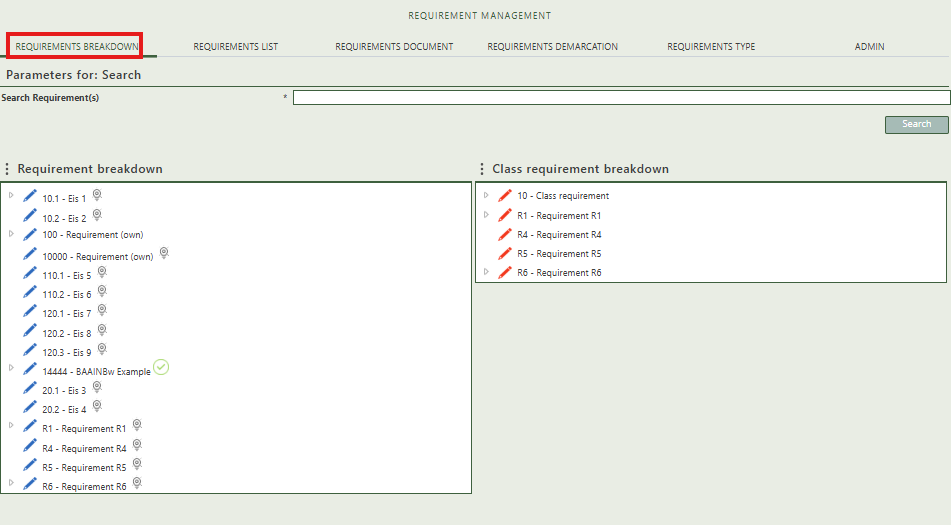 REQUIREMENT MANAGEMENT
REQUIREMENTS BREAKDOWN
REQUIREMENTS LIST
REQUIREMENTS DOCUMENT
REQUIREMENTS DEMARCATION
REQUIREMENTS TYPE
ADMIN
Parameters for: Search
Search Requirement(s) *
Search
Requirement breakdown
10.1 - Eis 1
10.2 - Eis 2
100 - Requirement (own)
10000 - Requirement (own)
110.1 - Eis 5
110.2 - Eis 6
120.1 - Eis 7
120.2 - Eis 8
120.3 - Eis 9
14444 - BAAINBw Example
20.1 - Eis 3
20.2 - Eis 4
R1 - Requirement R1
R4 - Requirement R4
R5 - Requirement R5
R6 - Requirement R6
Class requirement breakdown
10 - Class requirement
R1 - Requirement R1
R4 - Requirement R4
R5 - Requirement R5
R6 - Requirement R6